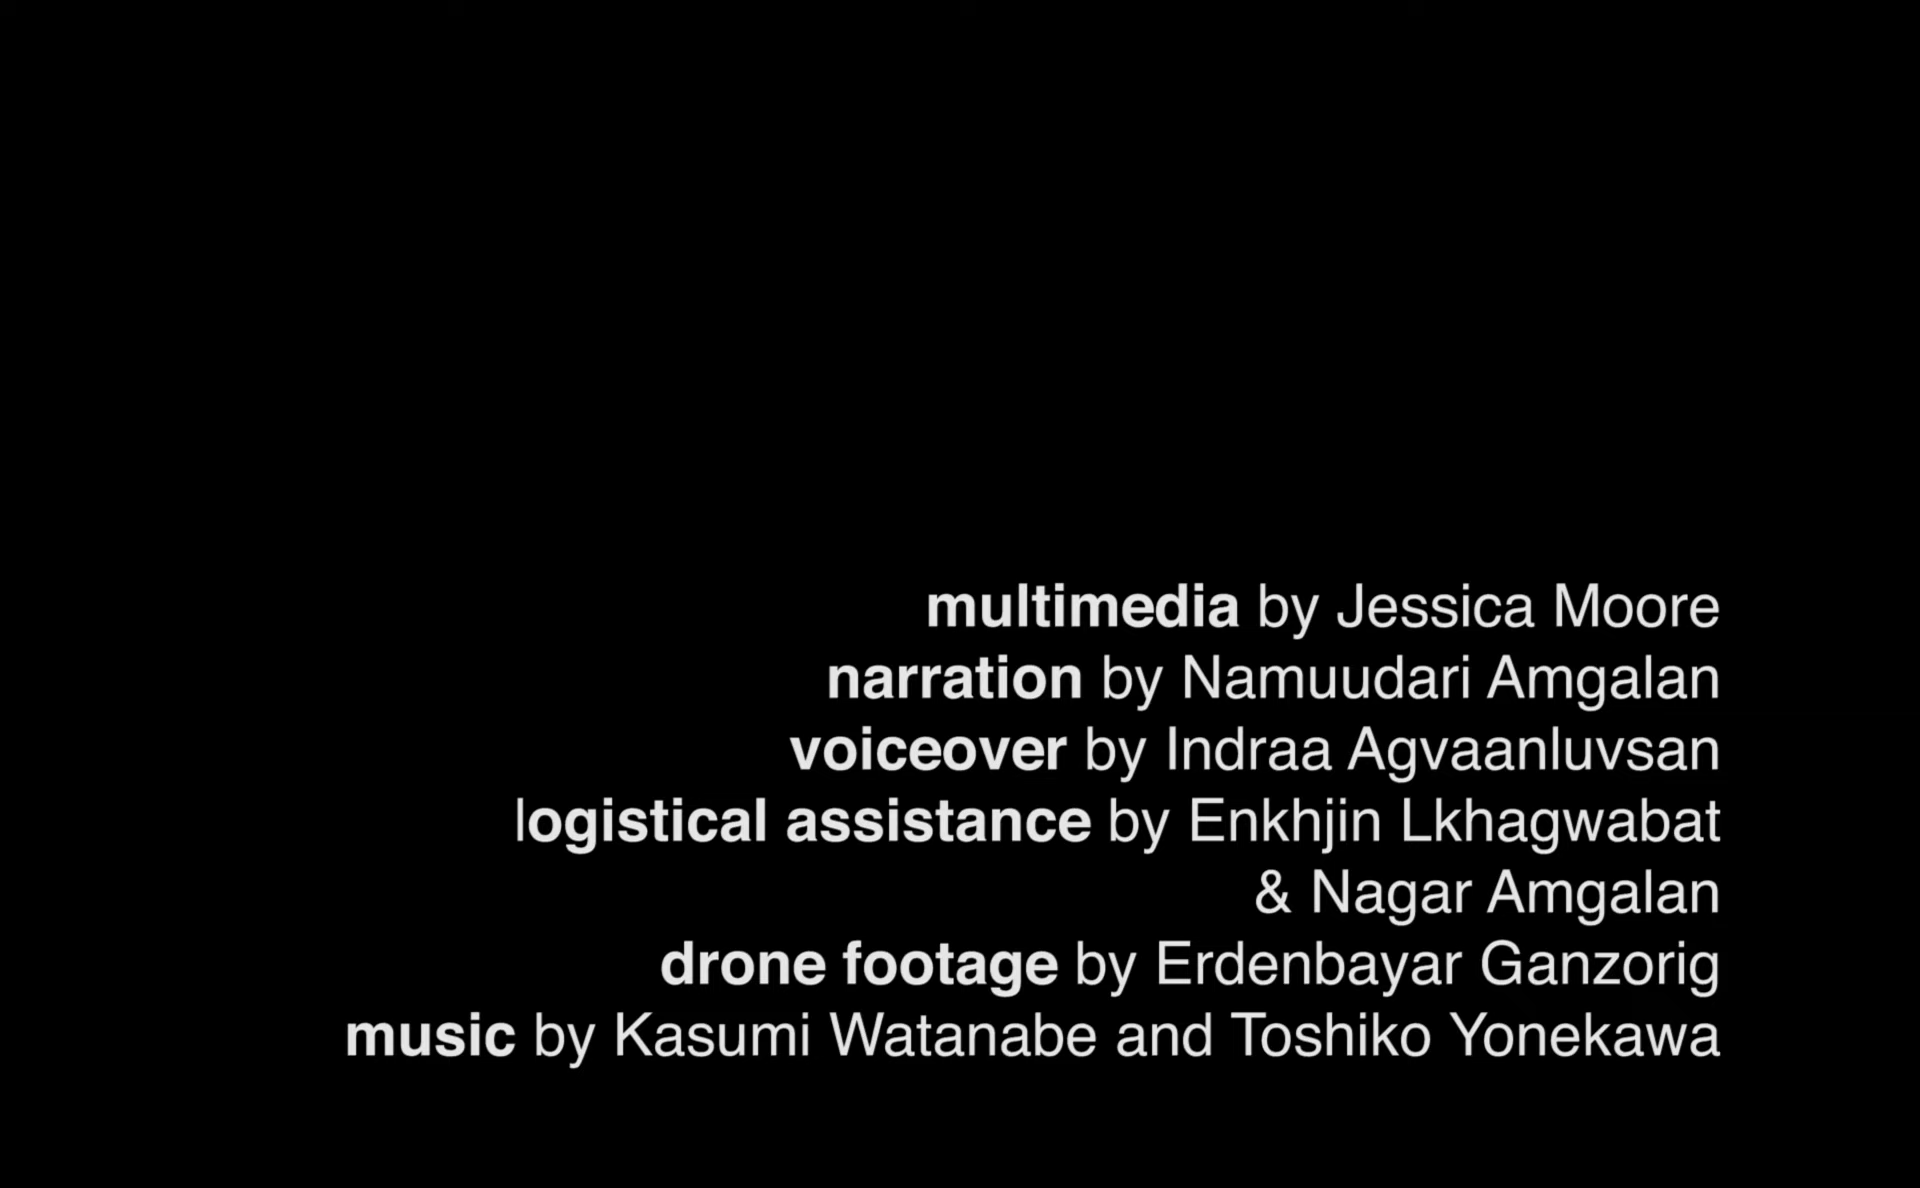 multimedia by Jessica Moore
narration by Namuudari Amgalan
voiceover by Indraa Agvaanluvsan
logistical assistance by Enkhjin Lkhagwabat
& Nagar Amgalan
drone footage by Erdenbayar Ganzorig
music by Kasumi Watanabe and Toshiko Yonekawa